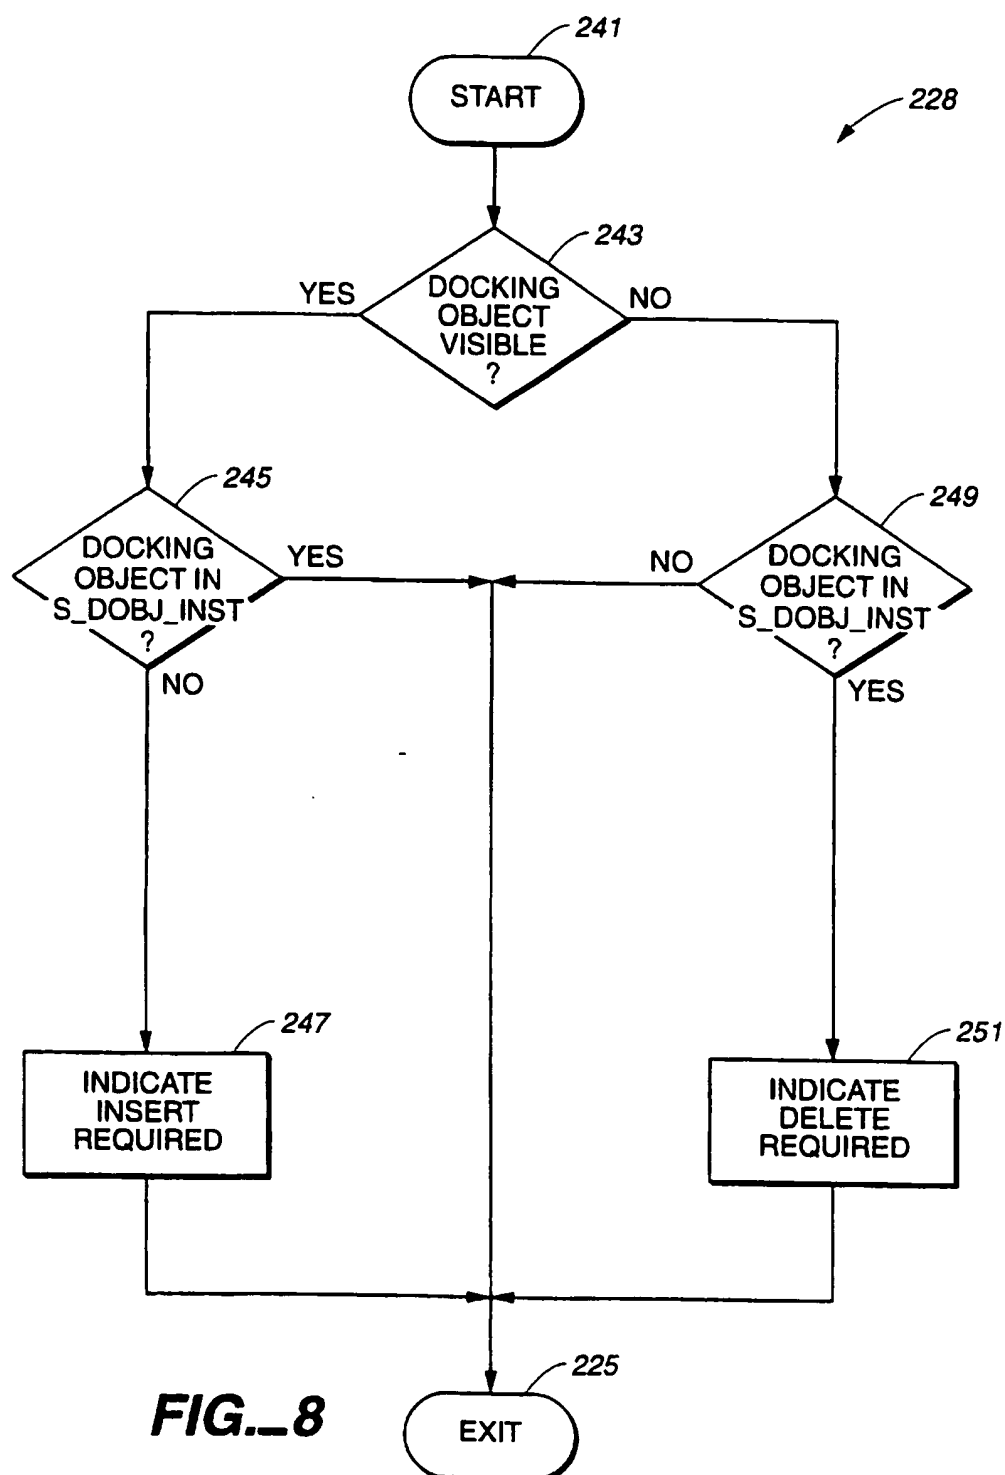 241
START
228
243
DOCKING
OBJECT
VISIBLE
?
YES
NO
245
DOCKING
OBJECT IN
S_DOBJ_INST
?
YES
NO
249
DOCKING
OBJECT IN
S_DOBJ_INST
?
NO
YES
247
INDICATE
INSERT
REQUIRED
251
INDICATE
DELETE
REQUIRED
225
EXIT
FIG._8